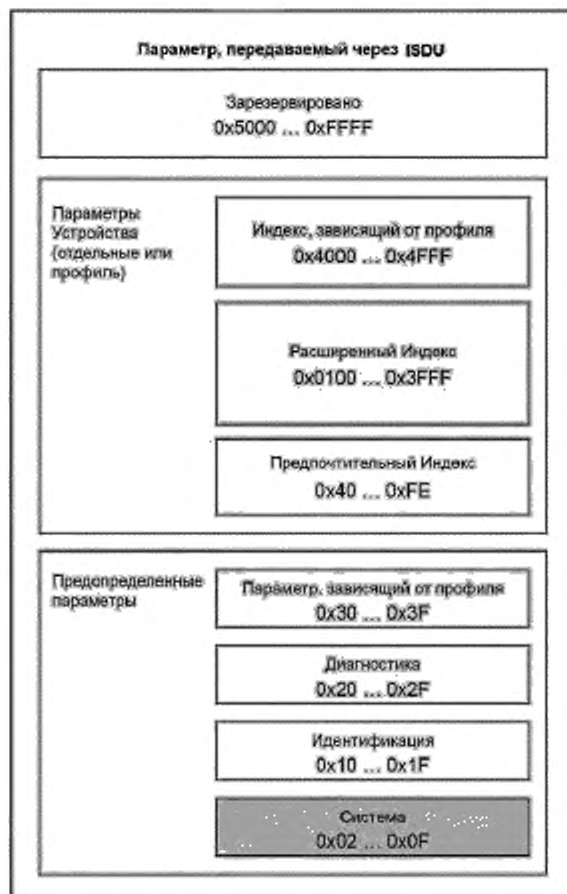 Параметр, передаваемый через ISDU
Зарезервировано
0x5000 ... 0xFFFF
Параметры
Устройства
(отдельные или
профиль)
Индекс, зависящий от профиля
0x4000 ... 0x4FFF
Расширенный Индекс
0x0100 ... 0x3FFF
Предпочтительный Индекс
0x40 ... 0xFE
Предопределенные
параметры
Параметр, зависящий от профиля
0x30 ... 0x3F
Диагностика
0x20 ... 0x2F
Идентификация
0x10 ... 0x1F
Система
0x02 ... 0x0F